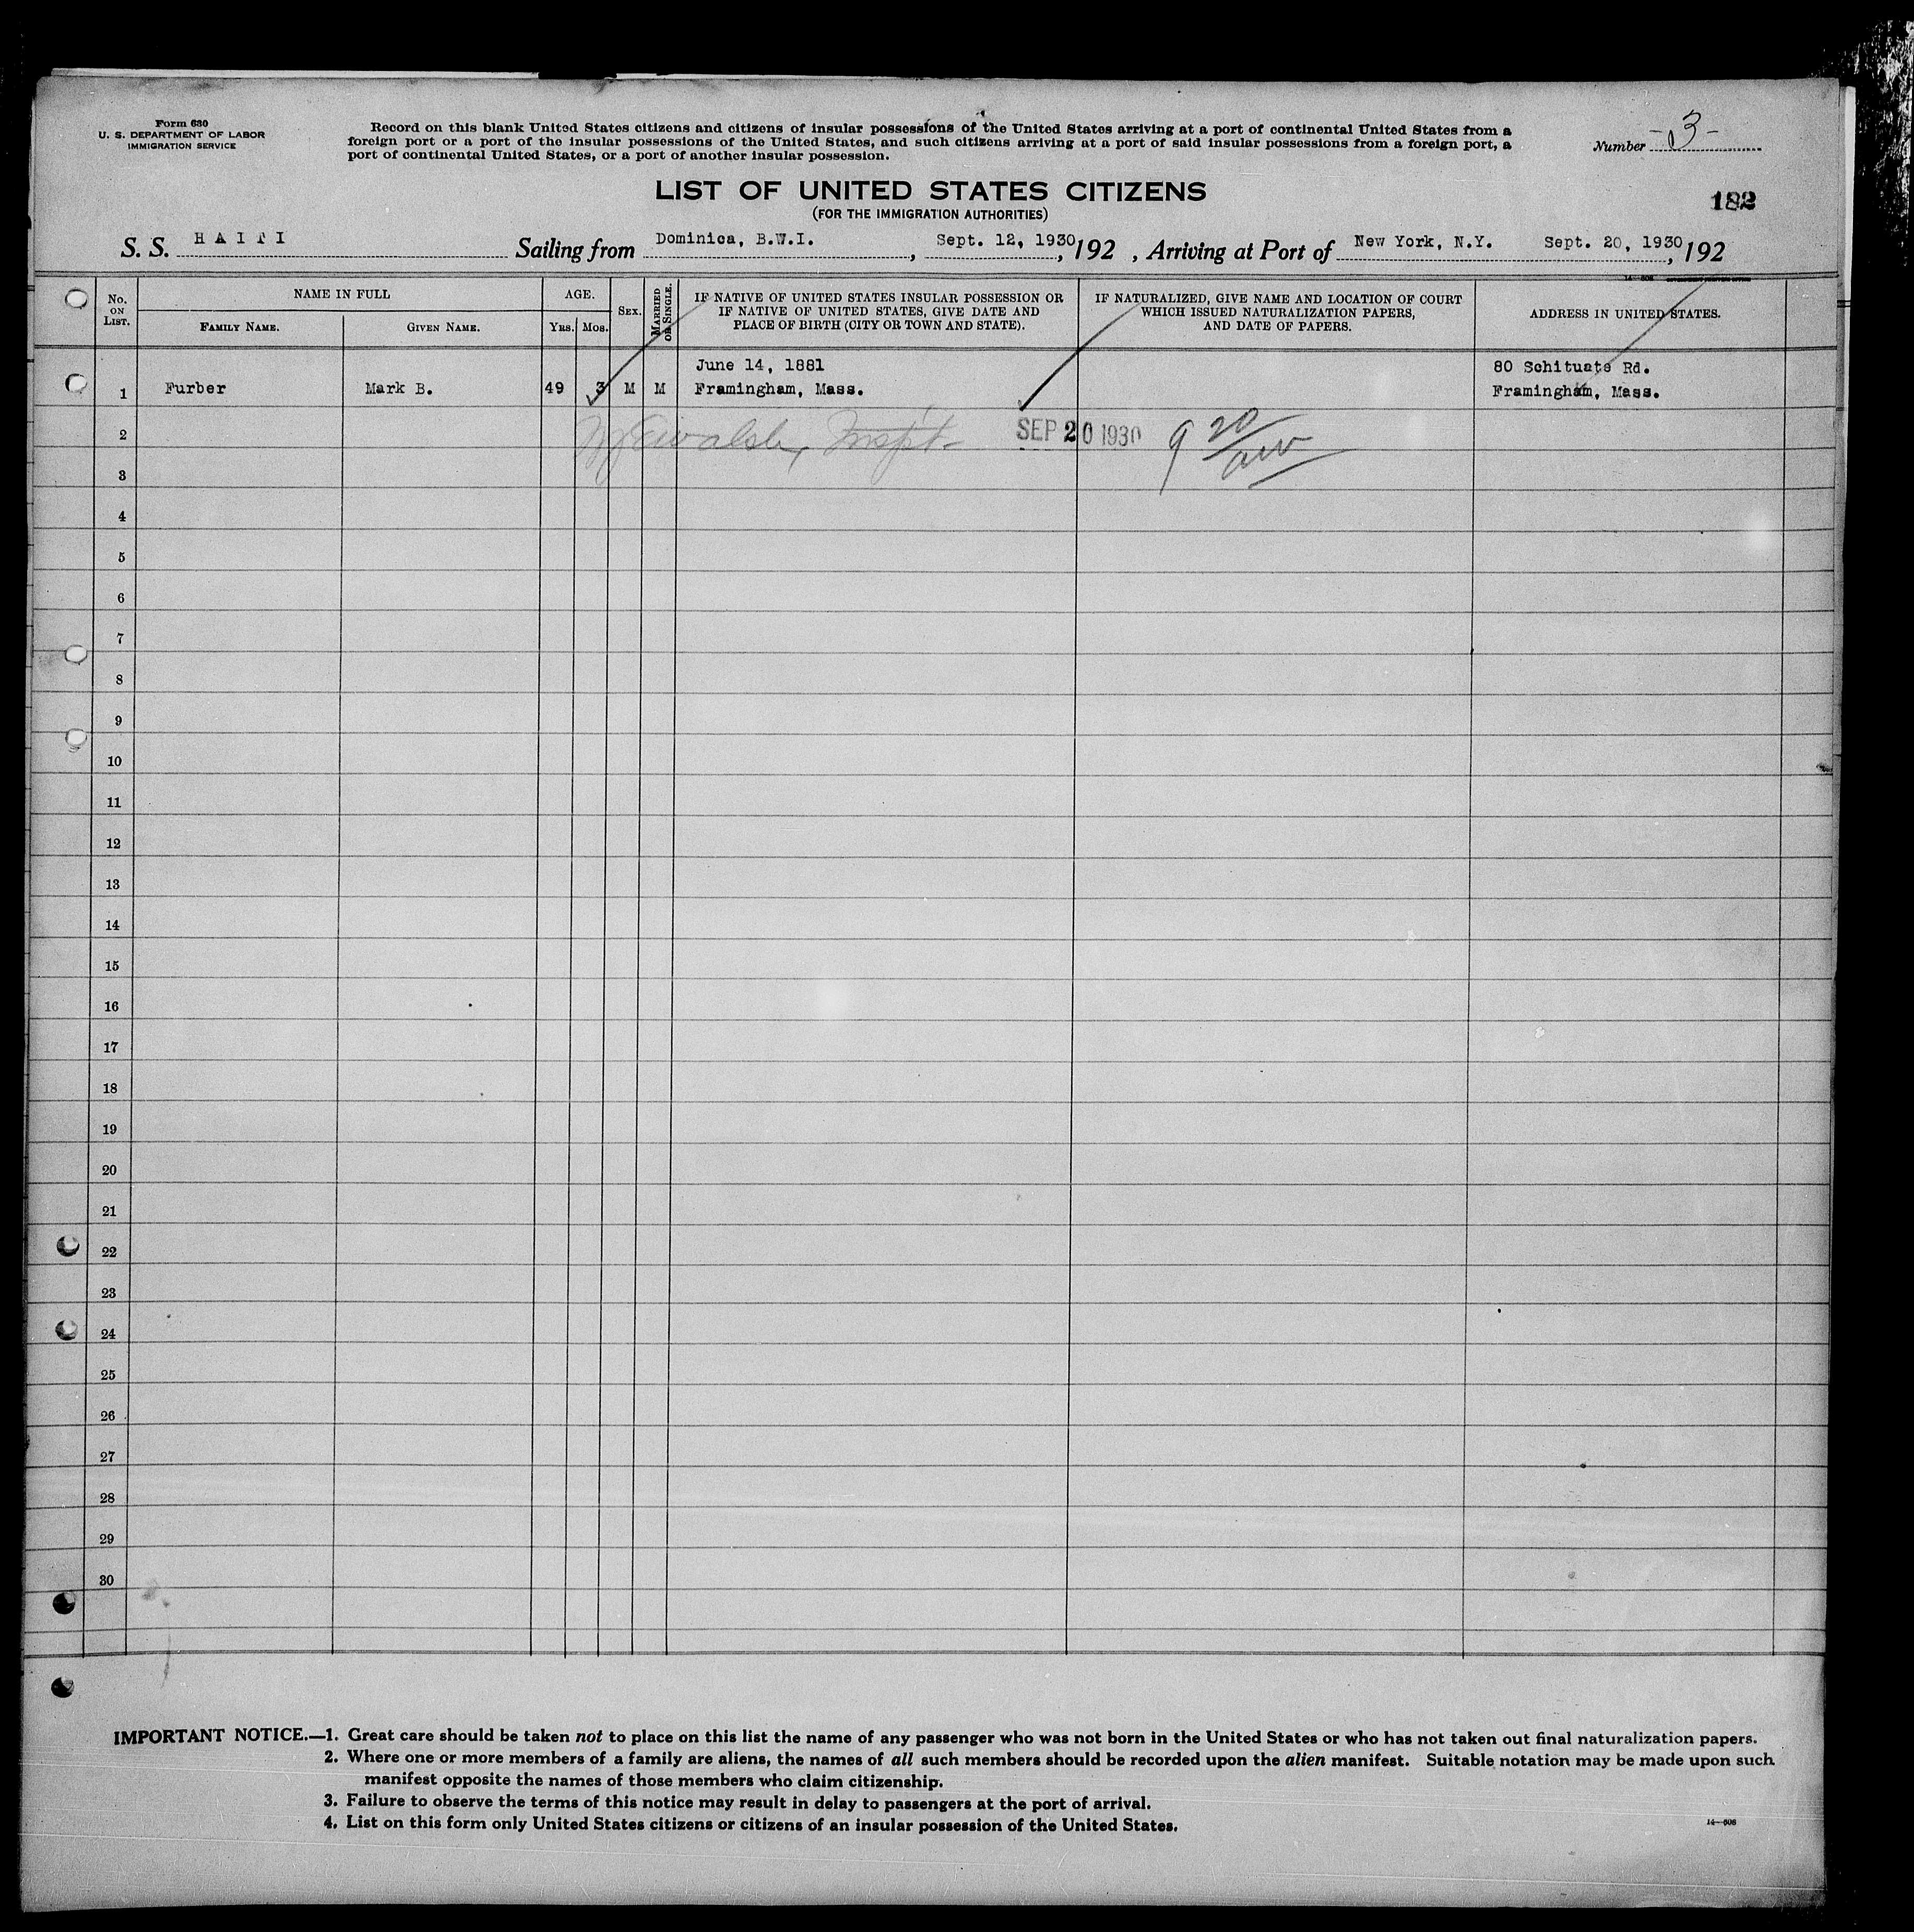 Form 630
U. S. DEPARTMENT OF LABOR
IMMIGRATION SERVICE
Record on this blank United States citizens and citizens of insular possessions of the United States arriving at a port of continental United States from a
foreign port or a port of the insular possessions of the United States, and such citizens arriving at a port of said insular possessions from a foreign port, a
port of continental United States, or a port of another insular possession.
Number -3-
LIST OF UNITED STATES CITIZENS
(FOR THE IMMIGRATION AUTHORITIES)
182
S. S. HAITI Sailing from Dominica, B.W.I., Sept. 12, 1930, 192 , Arriving at Port of New York, N.Y. Sept. 20, 1930, 192
14—608
No. ON LIST.
NAME IN FULL
FAMILY NAME.
GIVEN NAME.
AGE.
YRS.
MOS.
SEX.
MARRIED OR SINGLE.
IF NATIVE OF UNITED STATES INSULAR POSSESSION OR
IF NATIVE OF UNITED STATES, GIVE DATE AND
PLACE OF BIRTH (CITY OR TOWN AND STATE).
IF NATURALIZED, GIVE NAME AND LOCATION OF COURT
WHICH ISSUED NATURALIZATION PAPERS,
AND DATE OF PAPERS.
ADDRESS IN UNITED STATES.
June 14, 1881 80 Schituate Rd.
1 Furber Mark B. 49 3 M M Framingham, Mass. Framingham, Mass.
2 Walsh, Inspt. SEP 20 1930 9 20
3
4
5
6
7
8
9
10
11
12
13
14
15
16
17
18
19
20
21
22
23
24
25
26
27
28
29
30
IMPORTANT NOTICE.—1. Great care should be taken not to place on this list the name of any passenger who was not born in the United States or who has not taken out final naturalization papers.
2. Where one or more members of a family are aliens, the names of all such members should be recorded upon the alien manifest. Suitable notation may be made upon such
manifest opposite the names of those members who claim citizenship.
3. Failure to observe the terms of this notice may result in delay to passengers at the port of arrival.
4. List on this form only United States citizens or citizens of an insular possession of the United States.
14—608